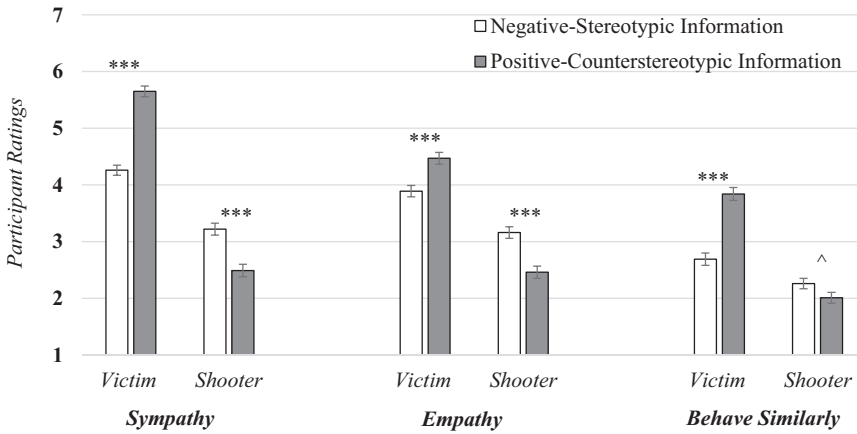 7
6
5
4
3
2
1
Participant Ratings
Negative-Stereotypic Information
Positive-Counterstereotypic Information
***
***
***
***
***
^
Victim Shooter Victim Shooter Victim Shooter
Sympathy Empathy Behave Similarly